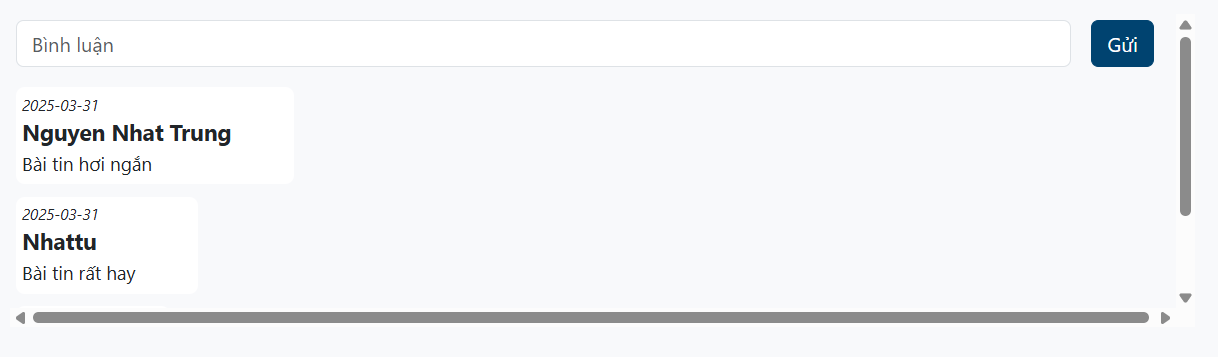 Bình luận
Gửi
2025-03-31
Nguyen Nhat Trung
Bài tin hơi ngắn
2025-03-31
Nhattu
Bài tin rất hay